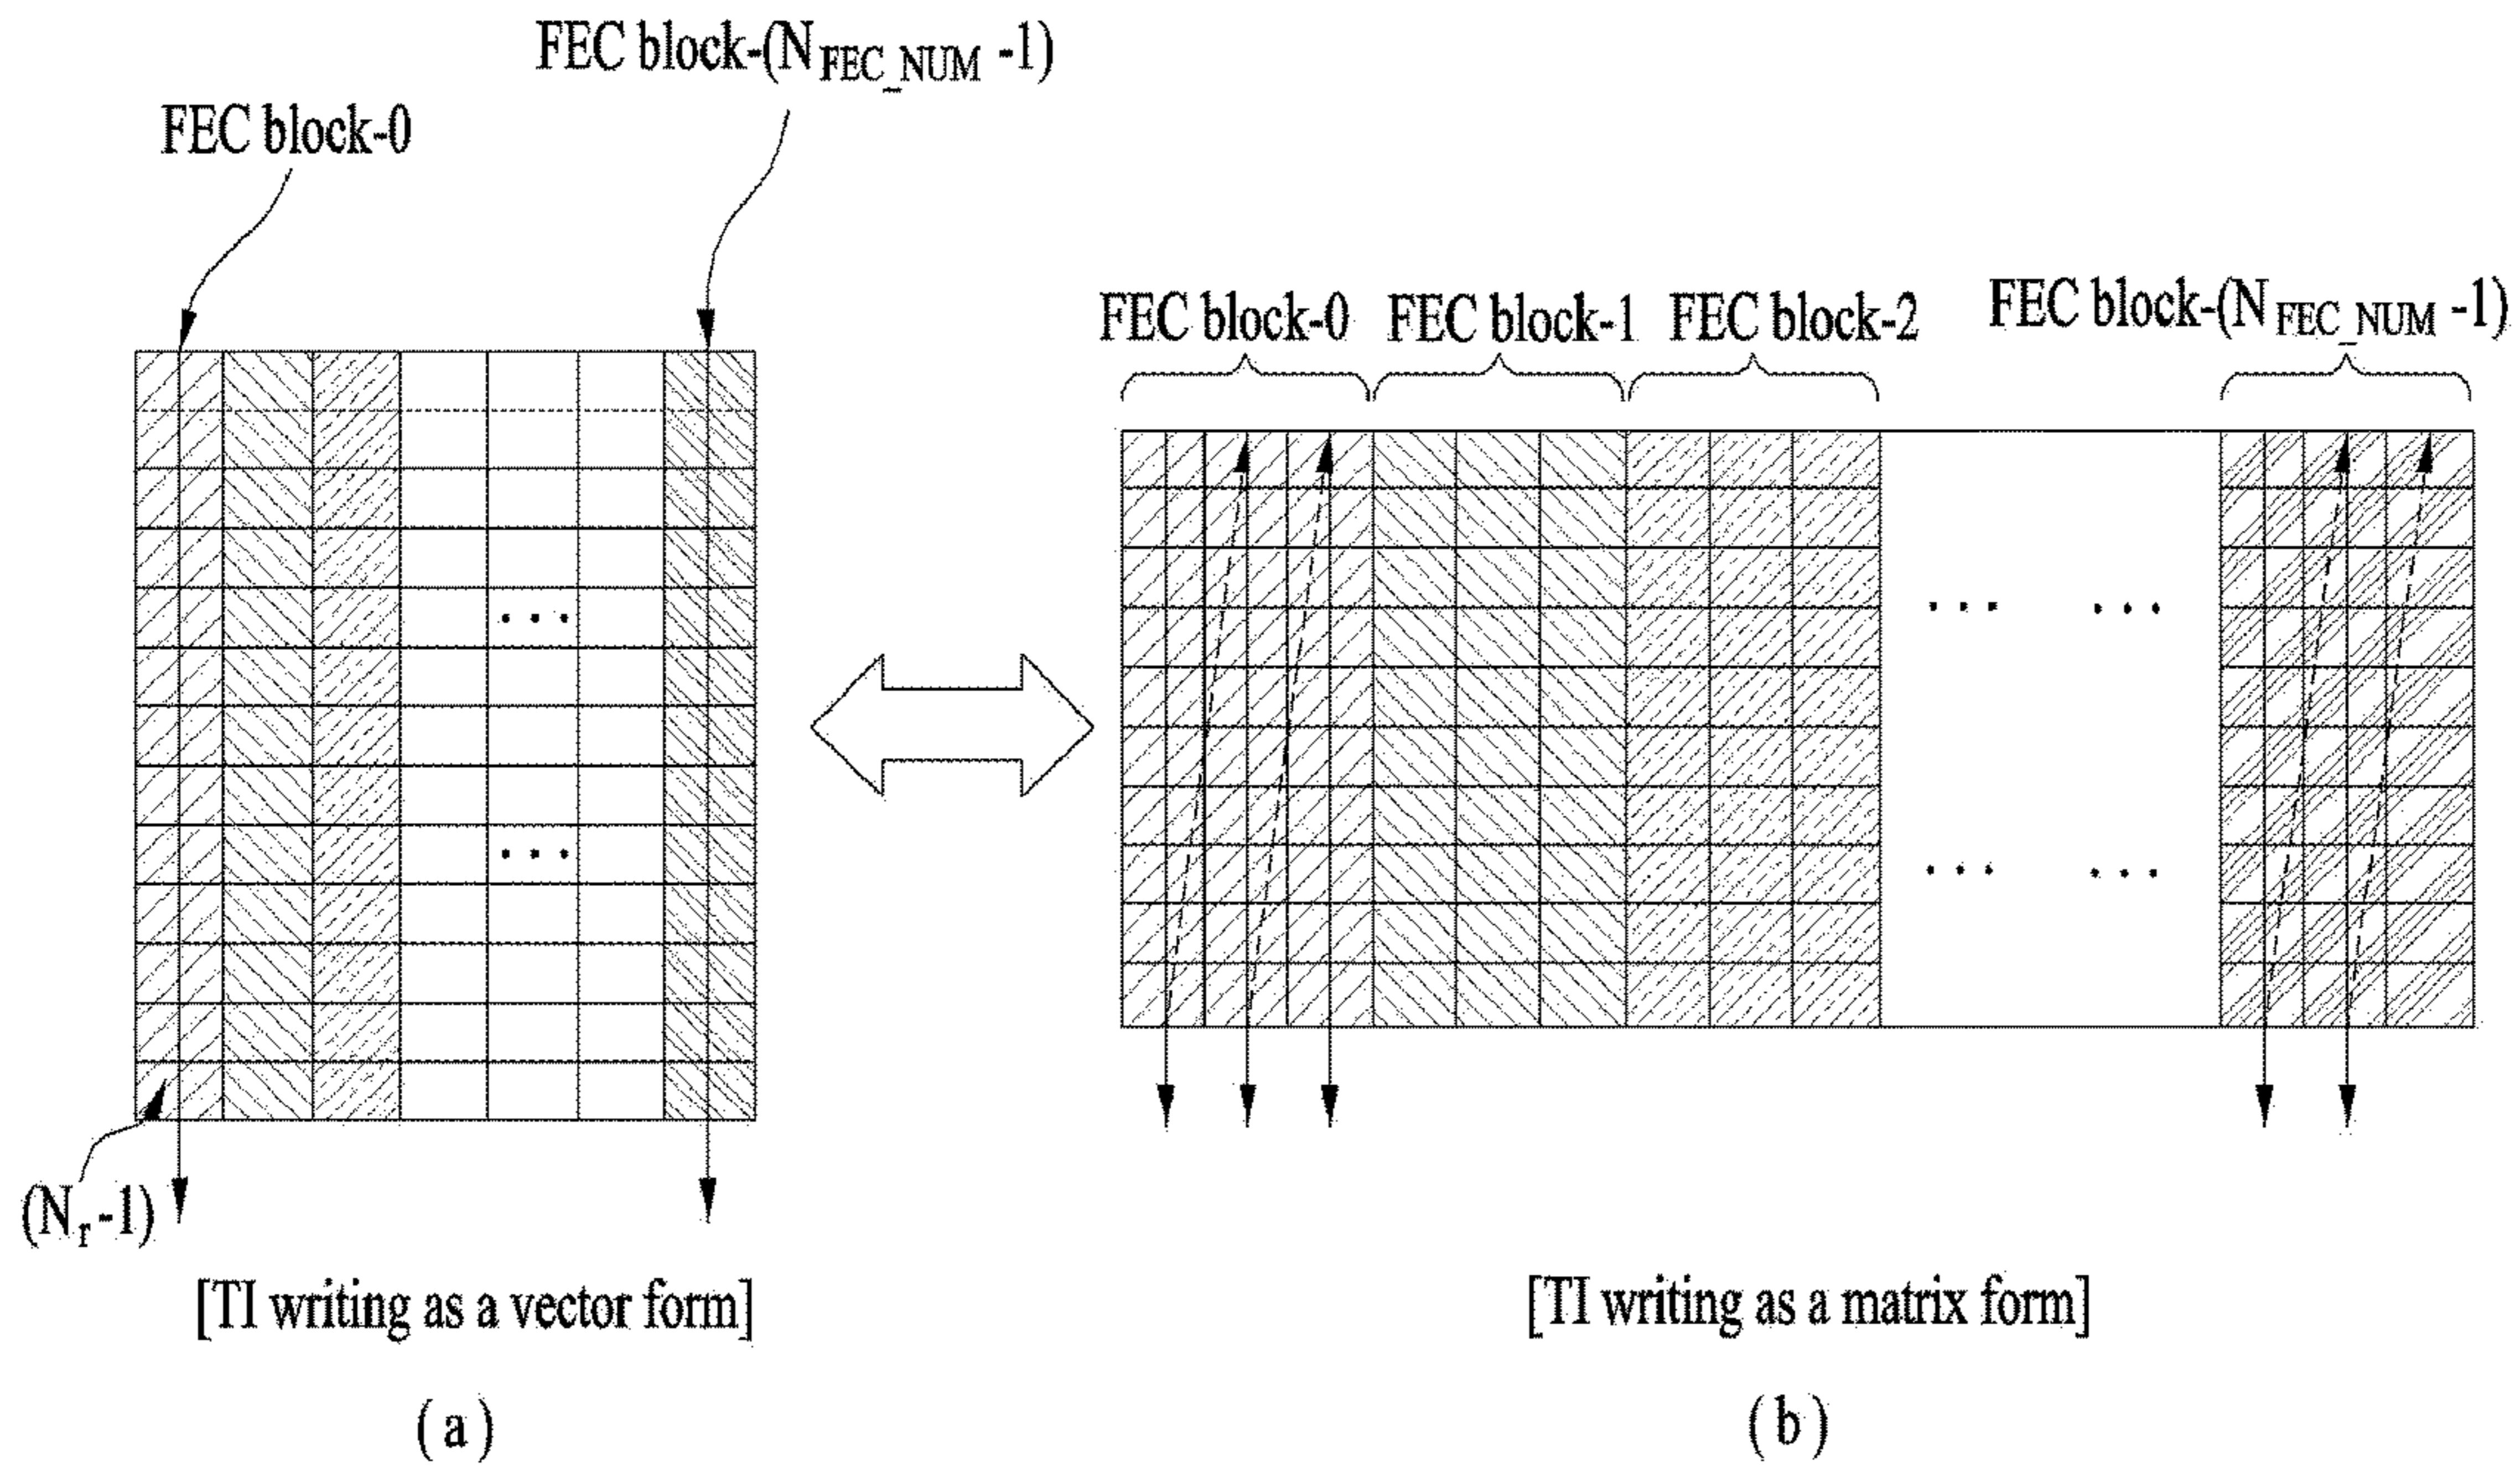 FEC block-(N FEC_NUM -1)
FEC block-0
FEC block-0 FEC block-1 FEC block-2 FEC block-(N FEC_NUM -1)
(Nr-1)
[TI writing as a vector form] [TI writing as a matrix form]
(a) (b)